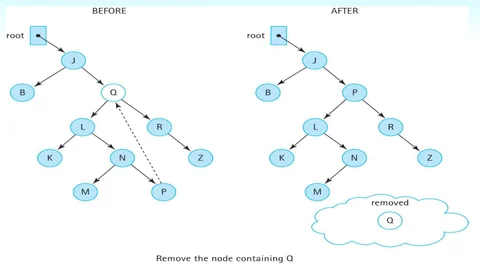 BEFORE AFTER
root root
J J
B Q B P
L R L R
K N Z K N Z
M P M
removed
Q
Remove the node containing Q